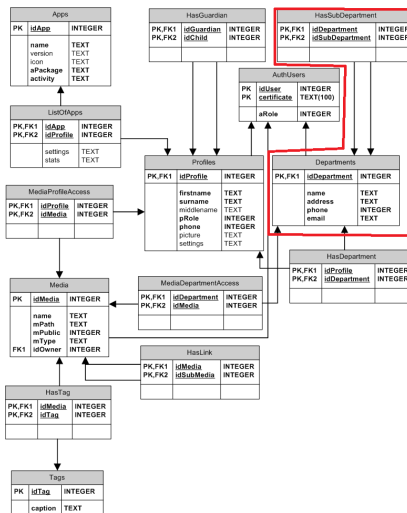 Apps
PK idApp INTEGER
name TEXT
version TEXT
icon TEXT
aPackage TEXT
activity TEXT
HasGuardian
PK,FK1 idGuardian INTEGER
PK,FK2 idChild INTEGER
HasSubDepartment
PK,FK1 idDepartment INTEGER
PK,FK2 idSubDepartment INTEGER
AuthUsers
PK idUser INTEGER
PK certificate TEXT(100)
aRole INTEGER
ListOfApps
PK,FK1 idApp INTEGER
PK,FK2 idProfile INTEGER
settings TEXT
stats TEXT
Profiles
PK,FK1 idProfile INTEGER
firstname TEXT
surname TEXT
middlename TEXT
pRole INTEGER
phone INTEGER
picture TEXT
settings TEXT
Departments
PK,FK1 idDepartment INTEGER
name TEXT
address TEXT
phone INTEGER
email TEXT
MediaProfileAccess
PK,FK1 idProfile INTEGER
PK,FK2 idMedia INTEGER
HasDepartment
PK,FK1 idProfile INTEGER
PK,FK2 idDepartment INTEGER
Media
PK idMedia INTEGER
name TEXT
mPath TEXT
mPublic INTEGER
mType TEXT
FK1 idOwner INTEGER
MediaDepartmentAccess
PK,FK1 idDepartment INTEGER
PK,FK2 idMedia INTEGER
HasLink
PK,FK1 idMedia INTEGER
PK,FK2 idSubMedia INTEGER
HasTag
PK,FK1 idMedia INTEGER
PK,FK2 idTag INTEGER
Tags
PK idTag INTEGER
caption TEXT